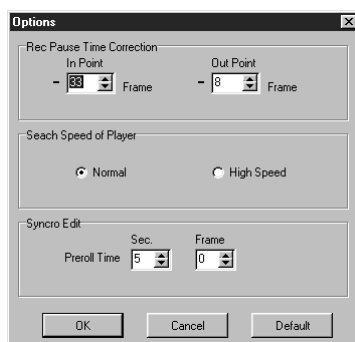 Options
Rec Pause Time Correction
In Point Out Point
- 33 Frame - 8 Frame
Seach Speed of Player
Normal High Speed
Syncro Edit
Sec. Frame
Preroll Time 5 0
OK Cancel Default